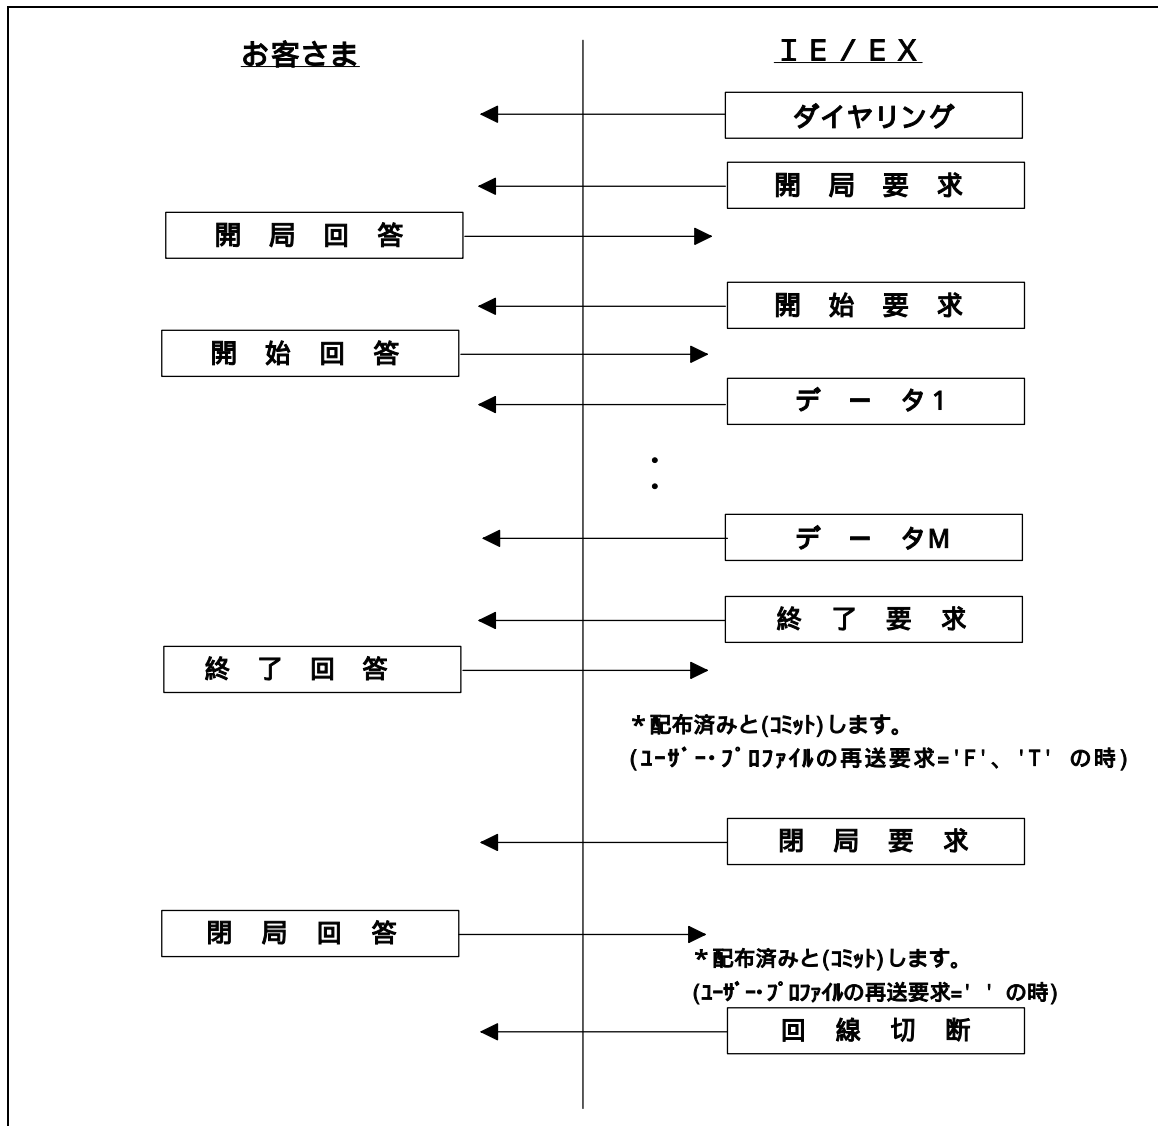 お客さま
ＩＥ/ＥＸ
ダイヤリング
開局要求
開局回答
開始要求
開始回答
データ1
・
・
データM
終了要求
終了回答
*配布済みと(ｺﾐｯﾄ)します。
(ﾕｰｻﾞｰ･ﾌﾟﾛﾌｧｲﾙの再送要求='F'、'T' の時)
閉局要求
閉局回答
*配布済みと(ｺﾐｯﾄ)します。
(ﾕｰｻﾞｰ･ﾌﾟﾛﾌｧｲﾙの再送要求=' ' の時)
回線切断